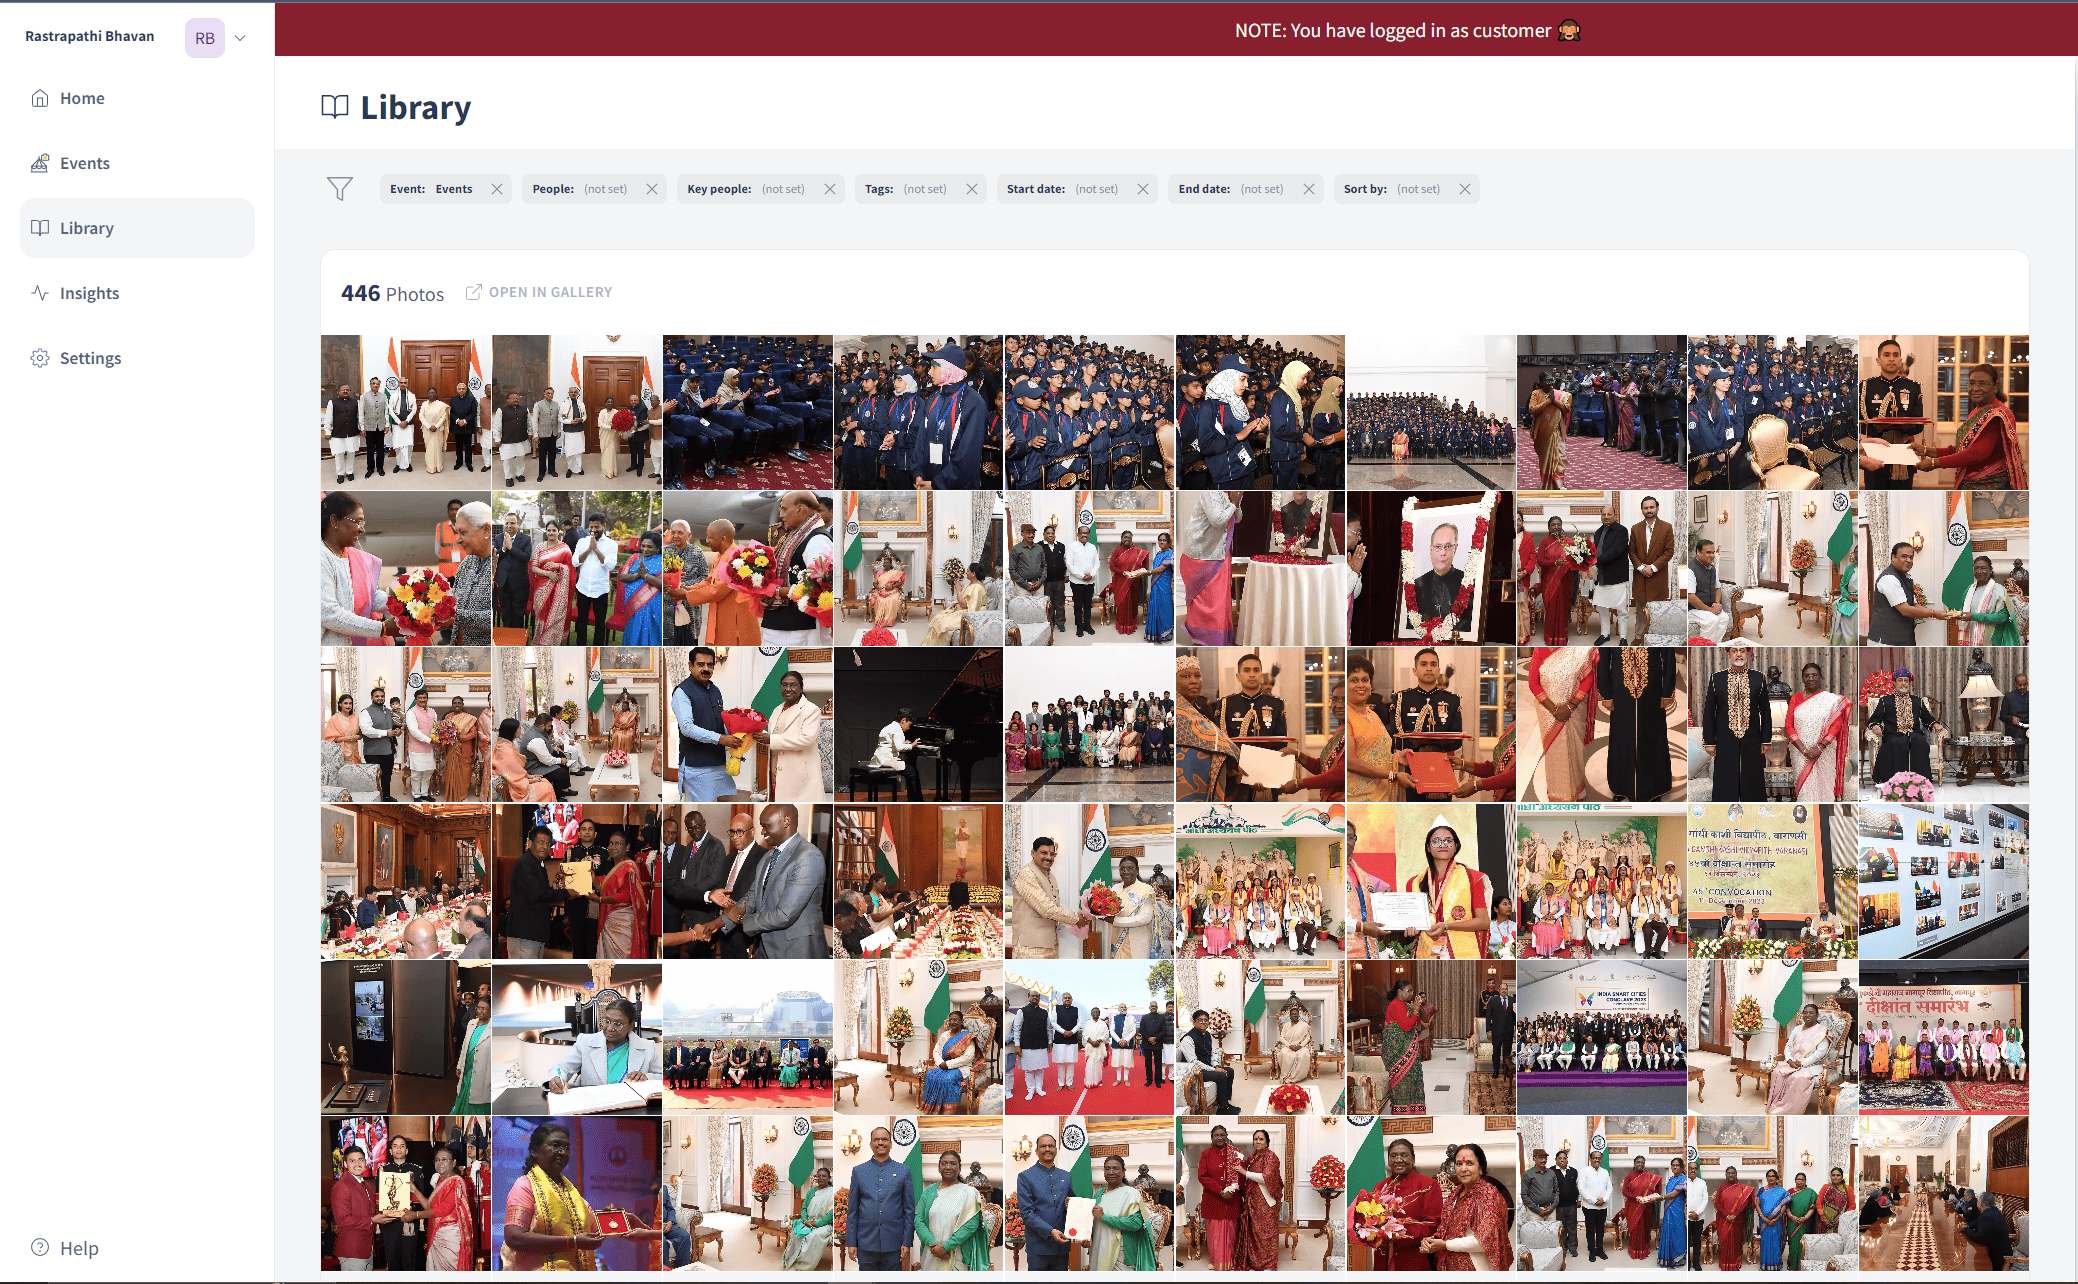 Rastrapathi Bhavan
RB
NOTE: You have logged in as customer 🙈
Home
Events
Library
Insights
Settings
Help
Library
Event: Events
People: (not set)
Key people: (not set)
Tags: (not set)
Start date: (not set)
End date: (not set)
Sort by: (not set)
446 Photos
OPEN IN GALLERY
45
CONVOCATION
INDIA SMART CITIES
CONCLAVE 2023
दीक्षांत समारंभ